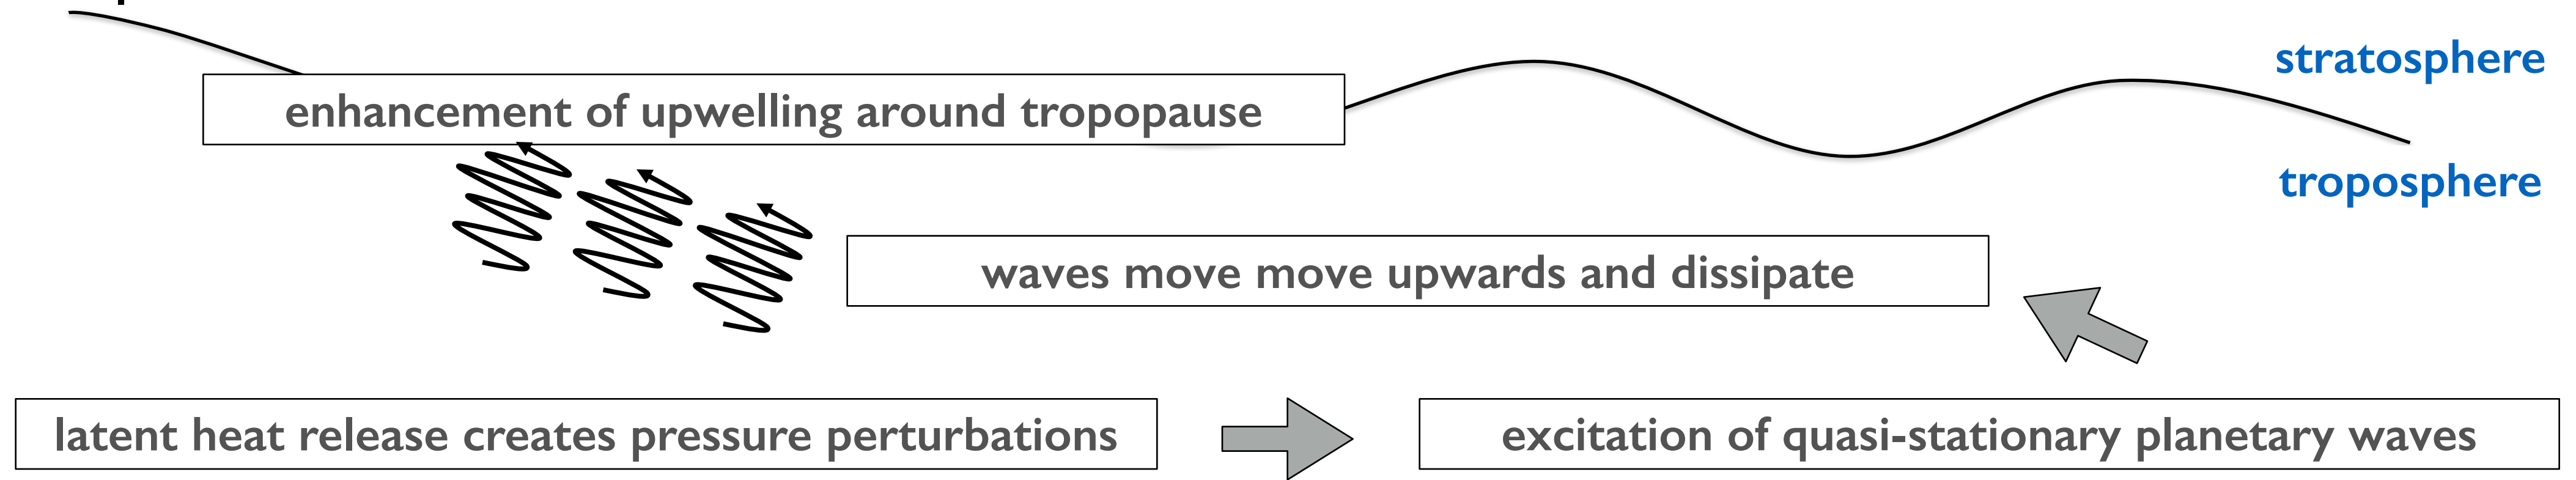 stratosphere
enhancement of upwelling around tropopause
troposphere
waves move move upwards and dissipate
latent heat release creates pressure perturbations
excitation of quasi-stationary planetary waves